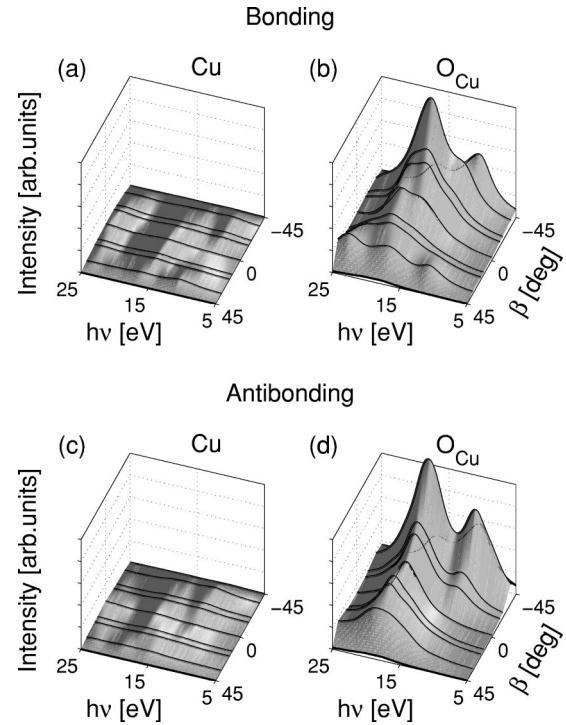 Bonding
(a) Cu (b) O_Cu
Intensity [arb.units]
25 15 5
hν [eV]
-45 0 45
25 15 5
hν [eV]
-45 0 45
β [deg]
Antibonding
(c) Cu (d) O_Cu
Intensity [arb.units]
25 15 5
hν [eV]
-45 0 45
25 15 5
hν [eV]
-45 0 45
β [deg]